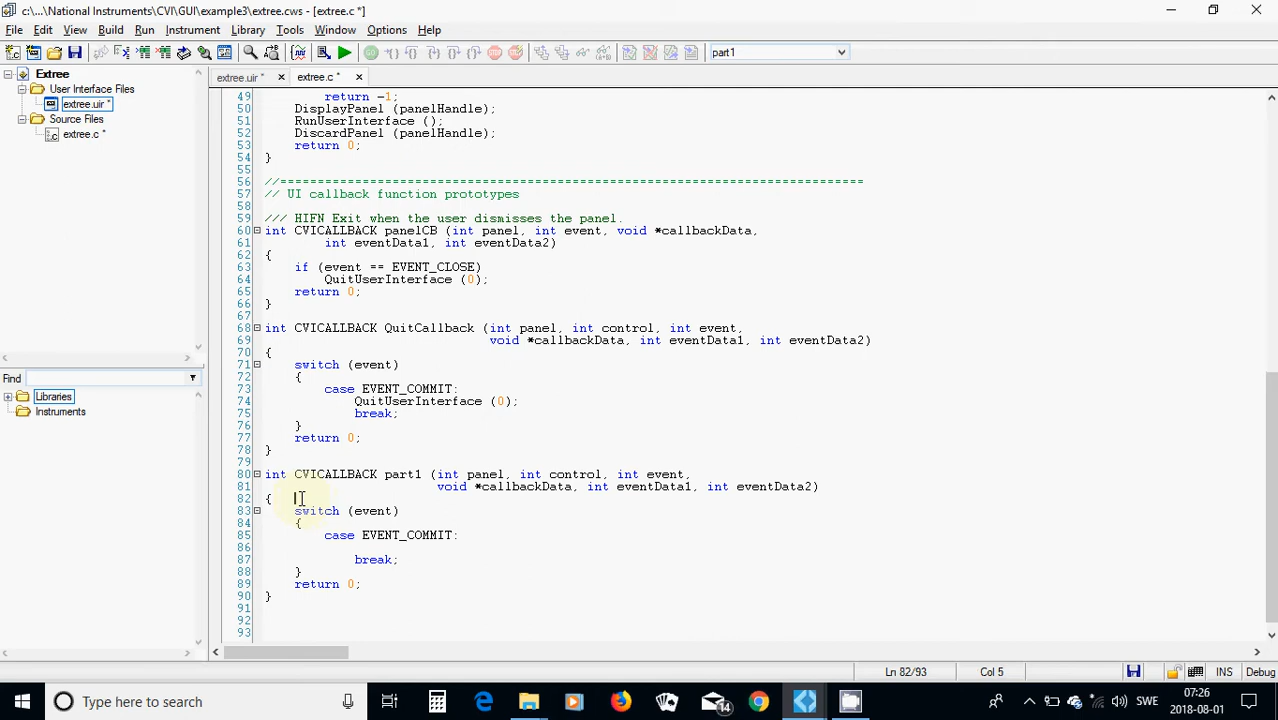 c:\...\National Instruments\CVI\GUI\example3\extree.cws - [extree.c *]
File Edit View Build Run Instrument Library Tools Window Options Help
part1
Extree
User Interface Files
extree.uir *
Source Files
extree.c *
Find
Libraries
Instruments
extree.uir * extree.c *
49 return -1;
50 DisplayPanel (panelHandle);
51 RunUserInterface ();
52 DiscardPanel (panelHandle);
53 return 0;
54 }
55
56 //==============================================================================
57 // UI callback function prototypes
58
59 /// HIFN Exit when the user dismisses the panel.
60 int CVICALLBACK panelCB (int panel, int event, void *callbackData,
61 int eventData1, int eventData2)
62 {
63 if (event == EVENT_CLOSE)
64 QuitUserInterface (0);
65 return 0;
66 }
67
68 int CVICALLBACK QuitCallback (int panel, int control, int event,
69 void *callbackData, int eventData1, int eventData2)
70 {
71 switch (event)
72 {
73 case EVENT_COMMIT:
74 QuitUserInterface (0);
75 break;
76 }
77 return 0;
78 }
79
80 int CVICALLBACK part1 (int panel, int control, int event,
81 void *callbackData, int eventData1, int eventData2)
82 {
83 switch (event)
84 {
85 case EVENT_COMMIT:
86
87 break;
88 }
89 return 0;
90 }
91
92
93
Ln 82/93 Col 5 INS Debug
Type here to search
14
SWE
07:26
2018-08-01